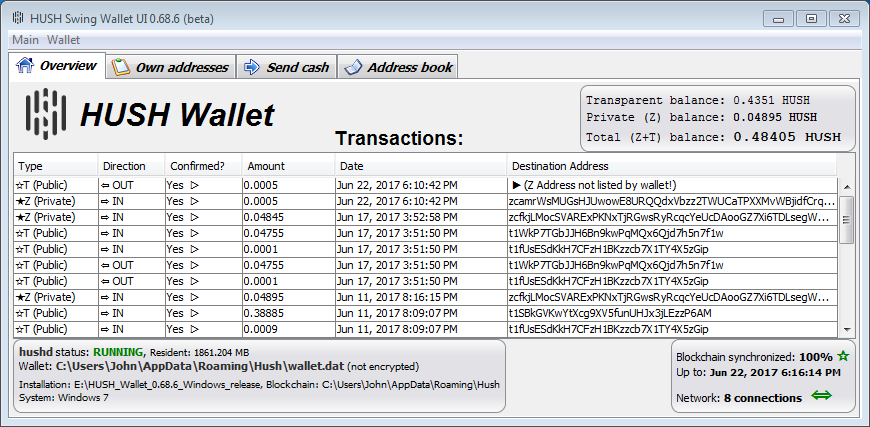 HUSH Swing Wallet UI 0.68.6 (beta)
Main Wallet
Overview Own addresses Send cash Address book
HUSH Wallet
Transactions:
Transparent balance: 0.4351 HUSH
Private (Z) balance: 0.04895 HUSH
Total (Z+T) balance: 0.48405 HUSH
Type Direction Confirmed? Amount Date Destination Address
☆T (Public) ⇦ OUT Yes ▷ 0.0005 Jun 22, 2017 6:10:42 PM ▶ (Z Address not listed by wallet!)
★Z (Private) ⇨ IN Yes ▷ 0.0005 Jun 22, 2017 6:10:42 PM zcamrWsMUGsHJUwowE8URQQdxVbzz2TWUCaTPXXMvWBjidfCrq...
★Z (Private) ⇨ IN Yes ▷ 0.04845 Jun 17, 2017 3:52:58 PM zcfkjLMocSVARExPKNxTjRGwsRyRcqcYeUcDAooGZ7Xi6TDLsegW...
☆T (Public) ⇨ IN Yes ▷ 0.04755 Jun 17, 2017 3:51:50 PM t1WkP7TGbJJH6Bn9kwPqMQx6Qjd7h5n7f1w
☆T (Public) ⇨ IN Yes ▷ 0.0001 Jun 17, 2017 3:51:50 PM t1fUsESdKkH7CFzH1BKzzcb7X1TY4X5zGip
☆T (Public) ⇦ OUT Yes ▷ 0.04755 Jun 17, 2017 3:51:50 PM t1WkP7TGbJJH6Bn9kwPqMQx6Qjd7h5n7f1w
☆T (Public) ⇦ OUT Yes ▷ 0.0001 Jun 17, 2017 3:51:50 PM t1fUsESdKkH7CFzH1BKzzcb7X1TY4X5zGip
★Z (Private) ⇨ IN Yes ▷ 0.04895 Jun 11, 2017 8:16:15 PM zcfkjLMocSVARExPKNxTjRGwsRyRcqcYeUcDAooGZ7Xi6TDLsegW...
☆T (Public) ⇨ IN Yes ▷ 0.38885 Jun 11, 2017 8:09:07 PM t1SBkGVKwYtXcg9XV5funUHJx3jLEzzP6AM
☆T (Public) ⇨ IN Yes ▷ 0.0009 Jun 11, 2017 8:09:07 PM t1fUsESdKkH7CFzH1BKzzcb7X1TY4X5zGip
hushd status: RUNNING, Resident: 1861.204 MB
Wallet: C:\Users\John\AppData\Roaming\Hush\wallet.dat (not encrypted)
Installation: E:\HUSH_Wallet_0.68.6_Windows_release, Blockchain: C:\Users\John\AppData\Roaming\Hush
System: Windows 7
Blockchain synchronized: 100% ☆
Up to: Jun 22, 2017 6:16:14 PM
Network: 8 connections ⇔